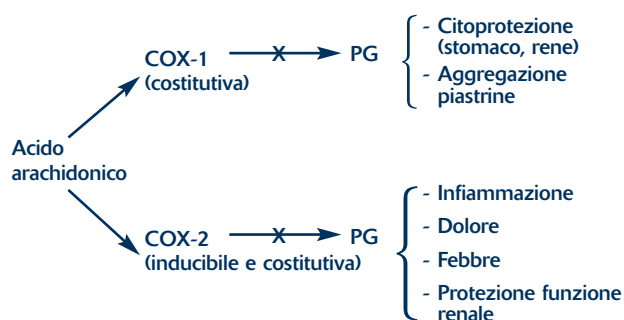 Acido
arachidonico
COX-1
(costitutiva)
X
PG
- Citoprotezione
(stomaco, rene)
- Aggregazione
piastrine
COX-2
(inducibile e costitutiva)
X
PG
- Infiammazione
- Dolore
- Febbre
- Protezione funzione
renale